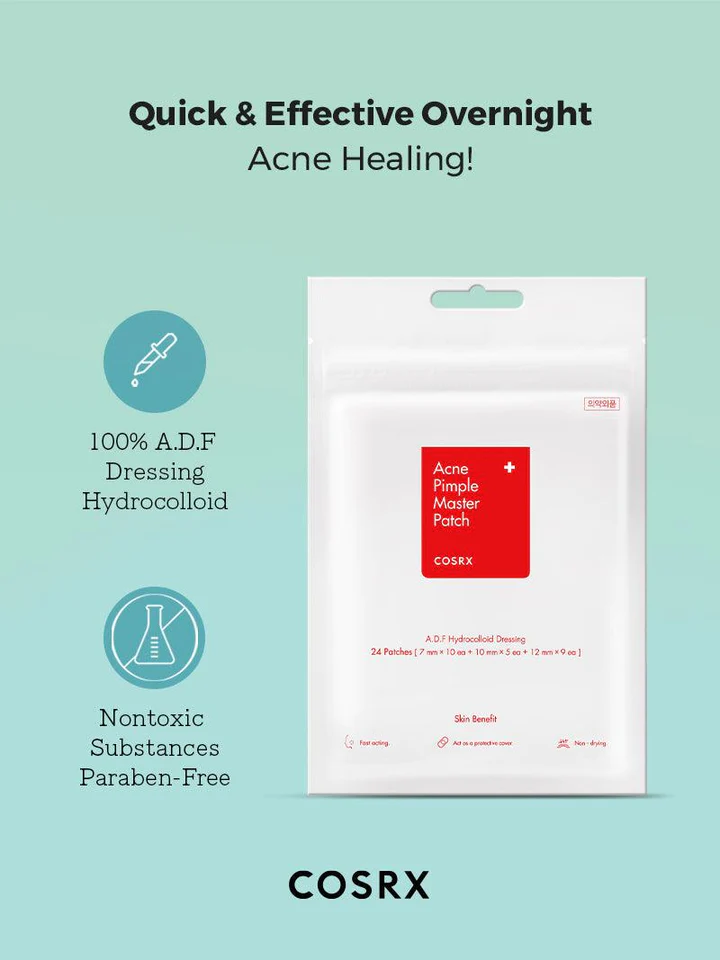 Quick & Effective Overnight
Acne Healing!
100% A.D.F
Dressing
Hydrocolloid
Nontoxic
Substances
Paraben-Free
의약외품
Acne
Pimple
Master
Patch
COSRX
A.D.F Hydrocolloid Dressing
24 Patches [ 7 mm × 10 ea + 10 mm × 5 ea + 12 mm × 9 ea ]
Skin Benefit
Fast acting.
Act as a protective cover.
Non - drying
COSRX